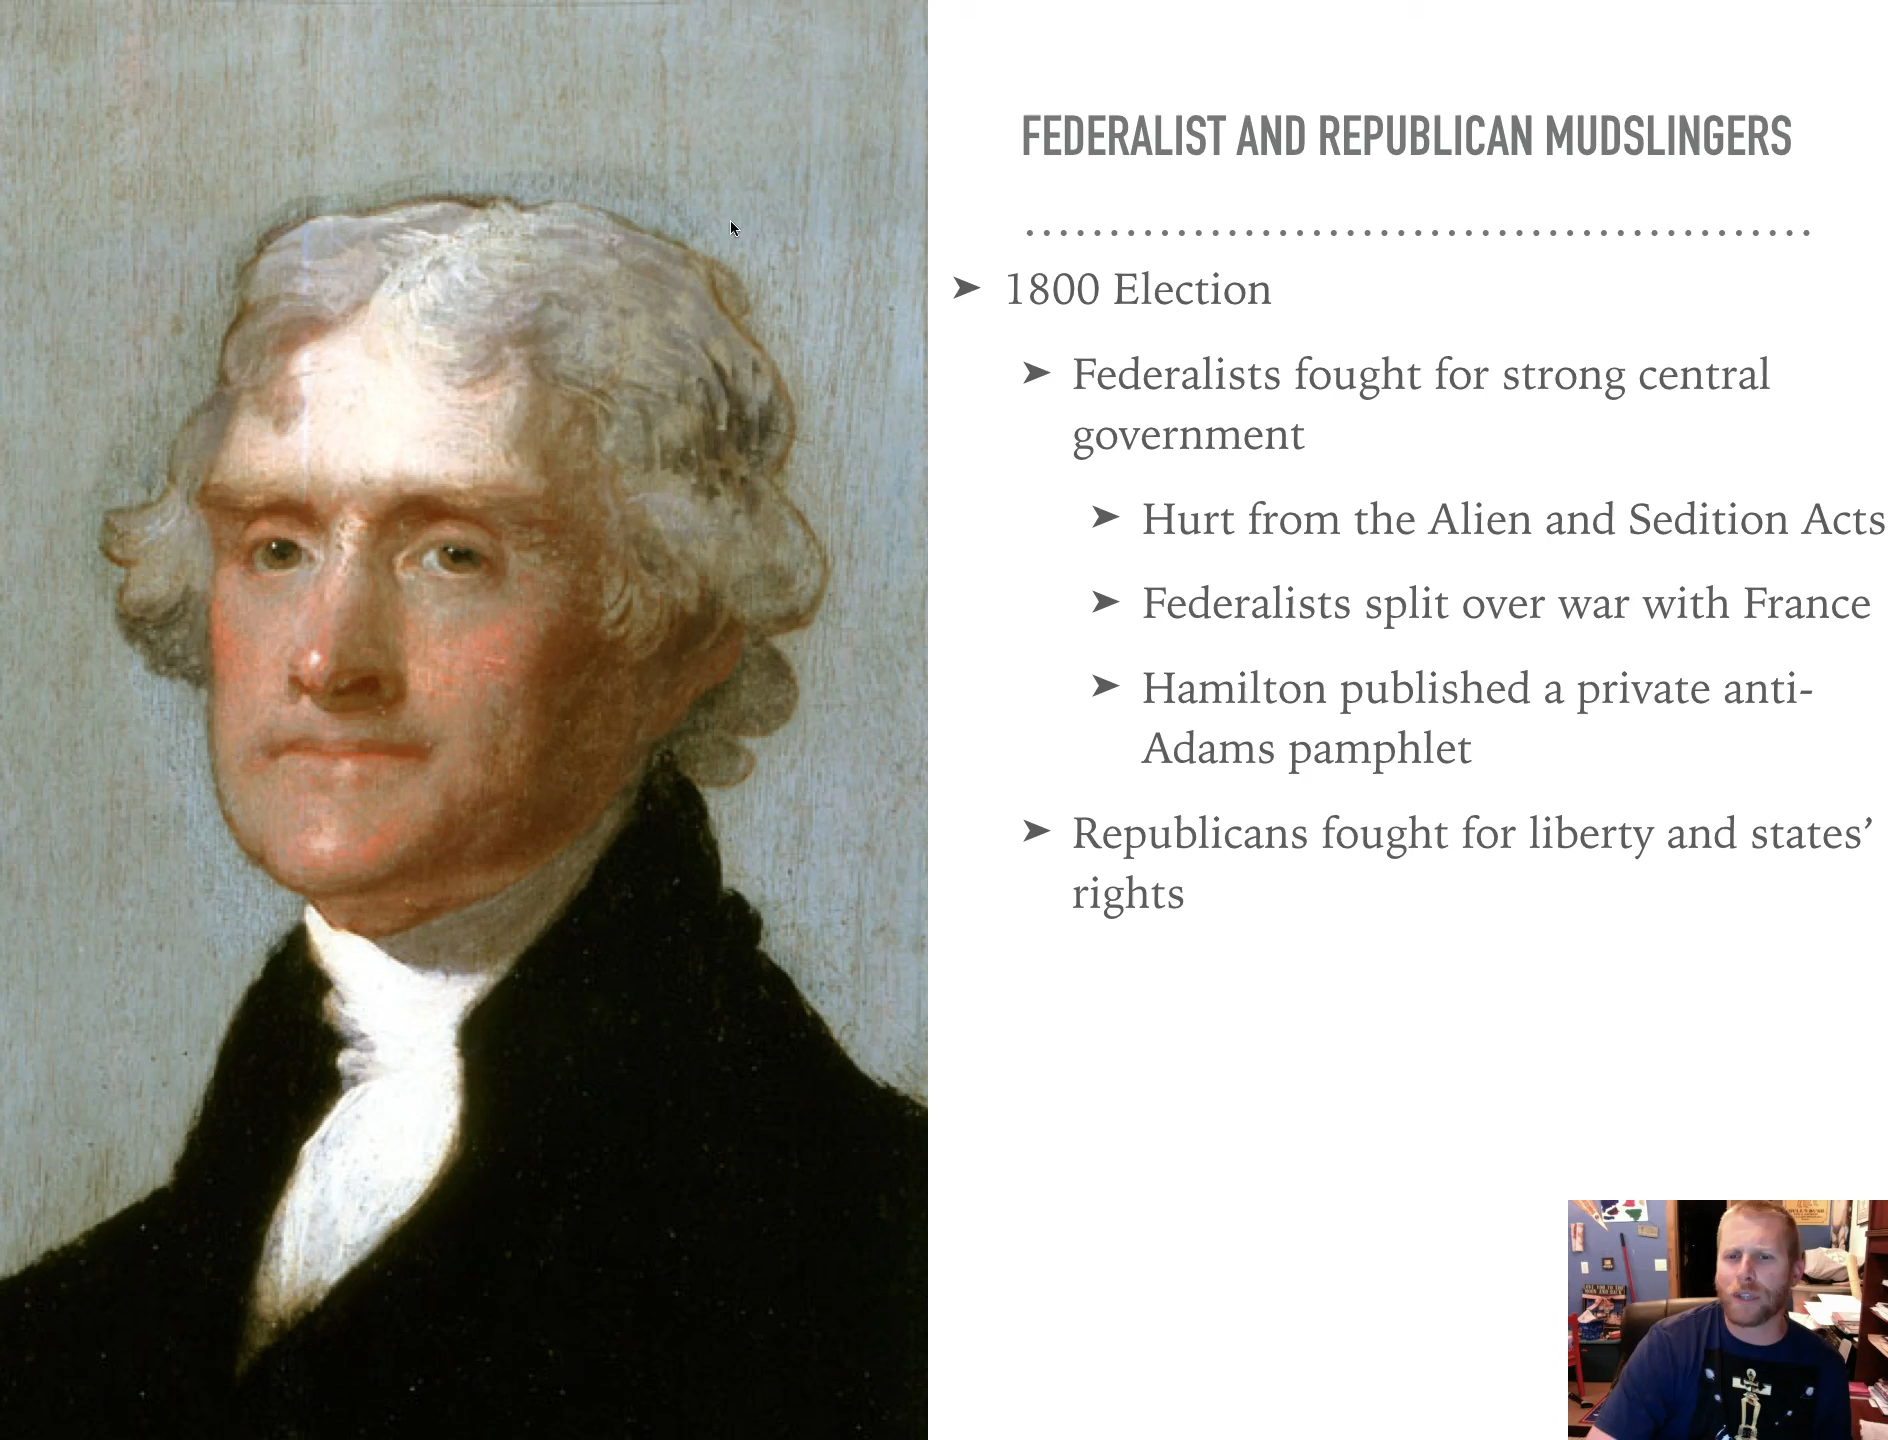 FEDERALIST AND REPUBLICAN MUDSLINGERS
➤ 1800 Election
➤ Federalists fought for strong central
government
➤ Hurt from the Alien and Sedition Acts
➤ Federalists split over war with France
➤ Hamilton published a private anti-
Adams pamphlet
➤ Republicans fought for liberty and states’
rights